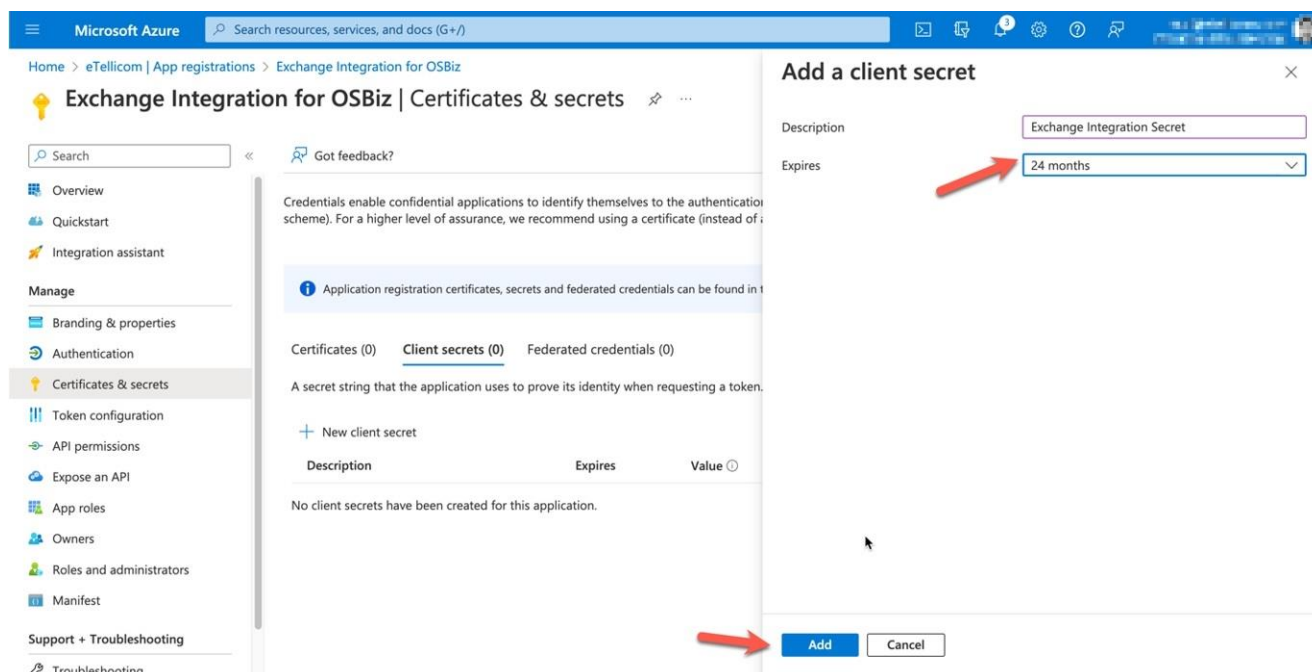 Microsoft Azure
Search resources, services, and docs (G+/)
3
Home > eTellicom | App registrations > Exchange Integration for OSBiz
Exchange Integration for OSBiz | Certificates & secrets
Search
Overview
Quickstart
Integration assistant
Manage
Branding & properties
Authentication
Certificates & secrets
Token configuration
API permissions
Expose an API
App roles
Owners
Roles and administrators
Manifest
Support + Troubleshooting
Troubleshooting
Got feedback?
Credentials enable confidential applications to identify themselves to the authentication
scheme). For a higher level of assurance, we recommend using a certificate (instead of
Application registration certificates, secrets and federated credentials can be found in
Certificates (0) Client secrets (0) Federated credentials (0)
A secret string that the application uses to prove its identity when requesting a token.
New client secret
Description Expires Value
No client secrets have been created for this application.
Add a client secret
Description Exchange Integration Secret
Expires 24 months
Add Cancel